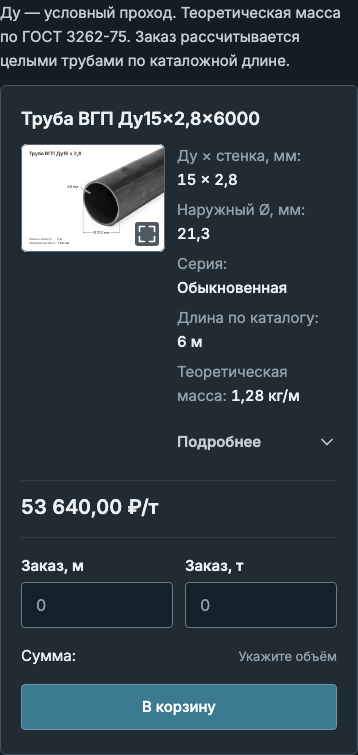 Ду — условный проход. Теоретическая масса
по ГОСТ 3262-75. Заказ рассчитывается
целыми трубами по каталожной длине.
Труба ВГП Ду15×2,8×6000
Труба ВГП Ду15 x 2,8
Ду × стенка, мм:
15 × 2,8
Наружный Ø, мм:
21,3
Серия:
Обыкновенная
Длина по каталогу:
6 м
Теоретическая
масса: 1,28 кг/м
Подробнее
53 640,00 ₽/т
Заказ, м
Заказ, т
0
0
Сумма:
Укажите объём
В корзину